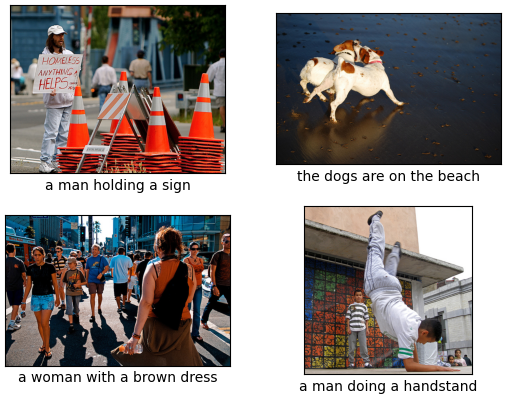 HOMELESS
ANYTHING
HELPS
a man holding a sign
the dogs are on the beach
a woman with a brown dress
a man doing a handstand